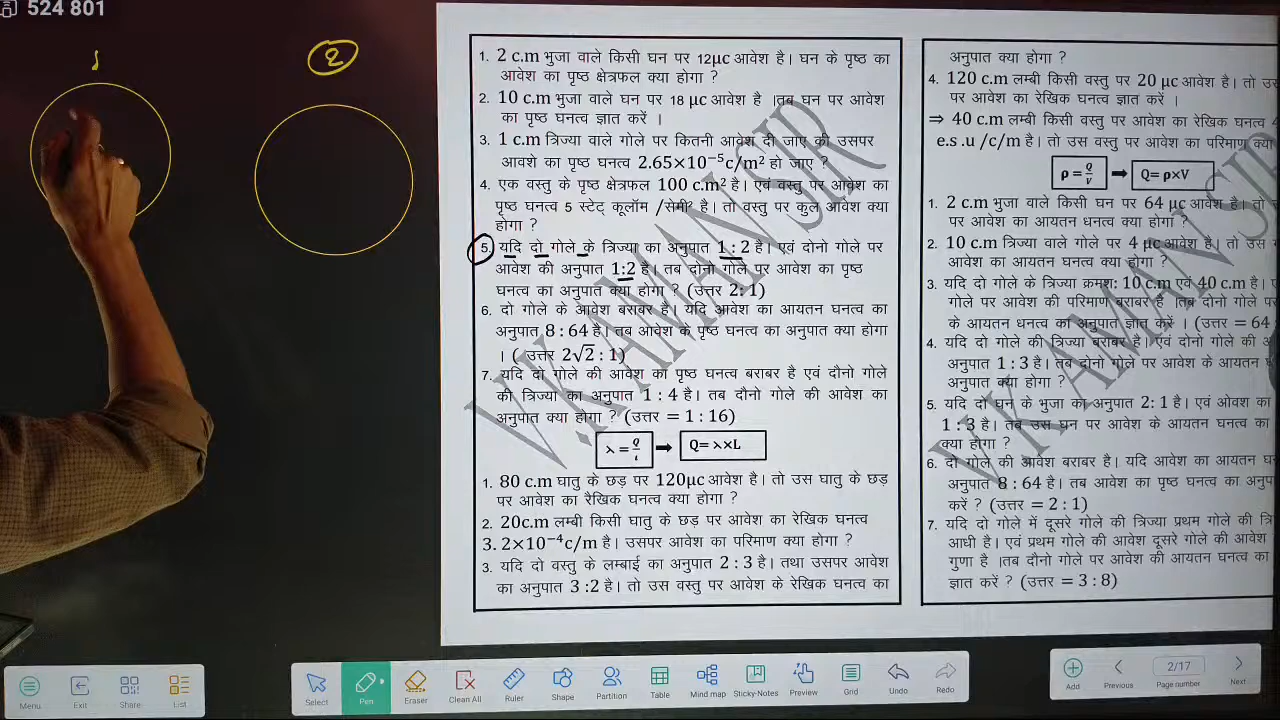 524 801
1
2
1. 2 c.m भुजा वाले किसी घन पर 12μc आवेश है। घन के पृष्ठ का
आवेश का पृष्ठ क्षेत्रफल क्या होगा ?
2. 10 c.m भुजा वाले घन पर 18 μc आवेश है ।तब घन पर आवेश
का पृष्ठ घनत्व ज्ञात करें ।
3. 1 c.m त्रिज्या वाले गोले पर कितनी आवेश दी जाए की उसपर
आवशे का पृष्ठ घनत्व 2.65×10⁻⁵c/m² हो जाए ?
4. एक वस्तु के पृष्ठ क्षेत्रफल 100 c.m² है। एवं वस्तु पर आवेश का
पृष्ठ घनत्व 5 स्टेट् कूलॉम /सेमी² है। तो वस्तु पर कुल आवेश क्या
होगा ?
5. यदि दो गोले के त्रिज्या का अनुपात 1 : 2 है। एवं दोनो गोले पर
आवेश की अनुपात 1:2 है। तब दोनो गोले पर आवेश का पृष्ठ
घनत्व का अनुपात क्या होगा ? (उत्तर 2: 1)
6. दो गोले के आवेश बराबर है। यदि आवेश का आयतन घनत्व का
अनुपात 8 : 64 है। तब आवेश के पृष्ठ घनत्व का अनुपात क्या होगा
। ( उत्तर 2√2 : 1)
7. यदि दो गोले की आवेश का पृष्ठ घनत्व बराबर है एवं दौनो गोले
की त्रिज्या का अनुपात 1 : 4 है। तब दौनो गोले की आवेश का
अनुपात क्या होगा ? (उत्तर = 1 : 16)
λ = Q/L ➡ Q= λ×L
1. 80 c.m घातु के छड़ पर 120μc आवेश है। तो उस घातु के छड़
पर आवेश का रैखिक घनत्व क्या होगा ?
2. 20c.m लम्बी किसी घातु के छड़ पर आवेश का रेखिक घनत्व
3. 2×10⁻⁴c/m है। उसपर आवेश का परिमाण क्या होगा ?
3. यदि दो वस्तु के लम्बाई का अनुपात 2 : 3 है। तथा उसपर आवेश
का अनुपात 3 :2 है। तो उस वस्तु पर आवेश के रेखिक घनत्व का
अनुपात क्या होगा ?
4. 120 c.m लम्बी किसी वस्तु पर 20 μc आवेश है। तो
पर आवेश का रेखिक घनत्व ज्ञात करें ।
⇒ 40 c.m लम्बी किसी वस्तु पर आवेश का रेखिक घनत्व
e.s .u /c/m है। तो उस वस्तु पर आवेश का परिमाण क्या
ρ = Q/V ➡ Q= ρ×V
1. 2 c.m भुजा वाले किसी घन पर 64 μc आवेश है। तो
पर आवेश का आयतन धनत्व क्या होगा ?
2. 10 c.m त्रिज्या वाले गोले पर 4 μc आवेश है। तो उस
का आवेश का आयतन घनत्व क्या होगा ?
3. यदि दो गोले के त्रिज्या क्रमश: 10 c.m एवं 40 c.m है।
गोले पर आवेश की परिमाण बराबर है। तब दोनो गोले
के आयतन धनत्व का अनुपात ज्ञात करें । (उत्तर = 64
4. यदि दो गोले की त्रिज्या बराबर है। एवं दोनो गोले की
अनुपात 1 : 3 है। तब दोनो गोले पर आवेश के आयतन
अनुपात क्या होगा ?
5. यदि दो घन के भुजा का अनुपात 2: 1 है। एवं ओवश का
1 : 3 है। तब उस घन पर आवेश के आयतन घनत्व का
क्या होगा ?
6. दो गोल की आवेश बराबर है। यदि आवेश का आयतन
अनुपात 8 : 64 है। तब आवेश का पृष्ठ घनत्व का
करें ? (उत्तर = 2 : 1)
7. यदि दो गोले में दूसरे गोले की त्रिज्या प्रथम गोले की
आधी है। एवं प्रथम गोले की आवेश दूसरे गोले की आवेश
गुणा है ।तब दौनो गोले पर आवेश की आयतन घनत्व का
ज्ञात करें ? (उत्तर = 3 : 8)
V.K AMAN SIR
V.K AMAN SIR
Menu Exit Share List Select Pen Eraser Clear All Ruler Shape Partition Table Mind map Sticky-Notes Preview Grid Undo Redo Add Previous 2/17 Page number Next